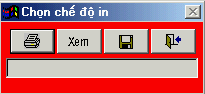 Chọn chế độ in
Xem